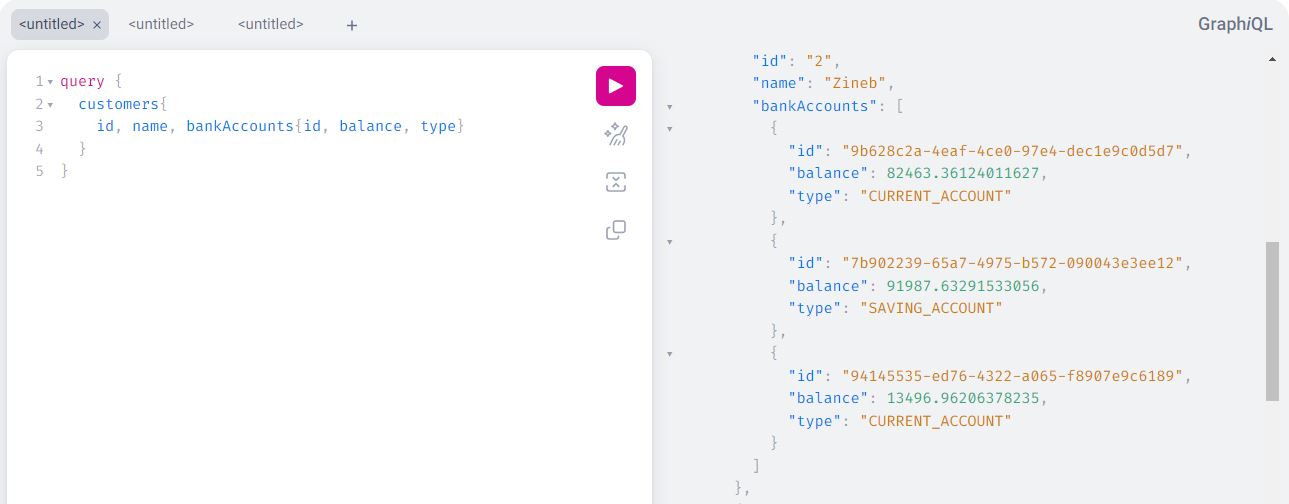 <untitled> × <untitled> <untitled> + GraphiQL
1 query {
2 customers{
3 id, name, bankAccounts{id, balance, type}
4 }
5 }
"id": "2",
"name": "Zineb",
"bankAccounts": [
{
"id": "9b628c2a-4eaf-4ce0-97e4-dec1e9c0d5d7",
"balance": 82463.36124011627,
"type": "CURRENT_ACCOUNT"
},
{
"id": "7b902239-65a7-4975-b572-090043e3ee12",
"balance": 91987.63291533056,
"type": "SAVING_ACCOUNT"
},
{
"id": "94145535-ed76-4322-a065-f8907e9c6189",
"balance": 13496.96206378235,
"type": "CURRENT_ACCOUNT"
}
]
},